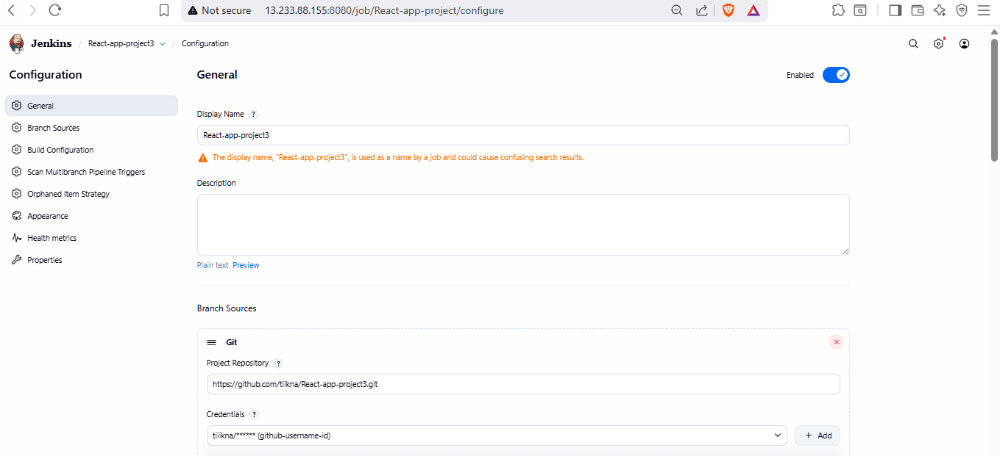 Not secure 13.233.88.155:8080/job/React-app-project/configure
Jenkins / React-app-project3 / Configuration
Configuration
General
Branch Sources
Build Configuration
Scan Multibranch Pipeline Triggers
Orphaned Item Strategy
Appearance
Health metrics
Properties
General
Enabled
Display Name ?
React-app-project3
The display name, "React-app-project3", is used as a name by a job and could cause confusing search results.
Description
Plain text Preview
Branch Sources
Git
Project Repository ?
https://github.com/tiikna/React-app-project3.git
Credentials ?
tiiikna/****** (github-username-id)
+ Add